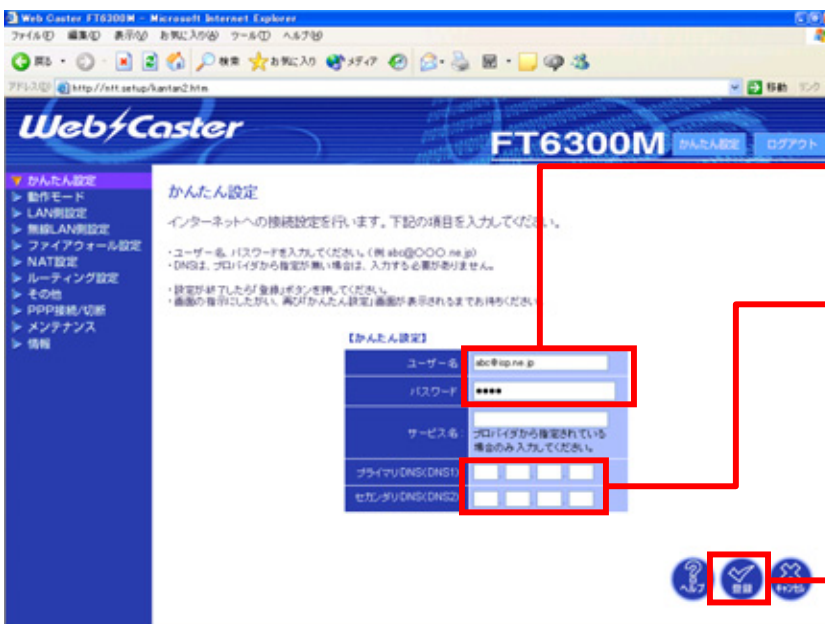 Web Caster FT6300M - Microsoft Internet Explorer
ファイル(F) 編集(E) 表示(V) お気に入り(A) ツール(T) ヘルプ(H)
戻る 検索 お気に入り メディア
アドレス(D) http://ntt.setup/kantan2.htm 移動 リンク
Web Caster
FT6300M かんたん設定 ログアウト
かんたん設定
動作モード
LAN側設定
無線LAN側設定
ファイアウォール設定
NAT設定
ルーティング設定
その他
PPP接続/切断
メンテナンス
情報
かんたん設定
インターネットへの接続設定を行います。下記の項目を入力してください。
・ユーザー名、パスワードを入力してください。(例 abc@〇〇〇.ne.jp)
・DNSは、プロバイダから指定が無い場合は、入力する必要がありません。
・設定が終了したら「登録」ボタンを押してください。
・画面の指示にしたがい、再び「かんたん設定」画面が表示されるまでお待ちください
【かんたん設定】
ユーザー名 abc@isp.ne.jp
パスワード ●●●●
サービス名: プロバイダから指定されている
場合のみ入力してください。
プライマリDNS(DNS1)
セカンダリDNS(DNS2)
ヘルプ 登録 キャンセル